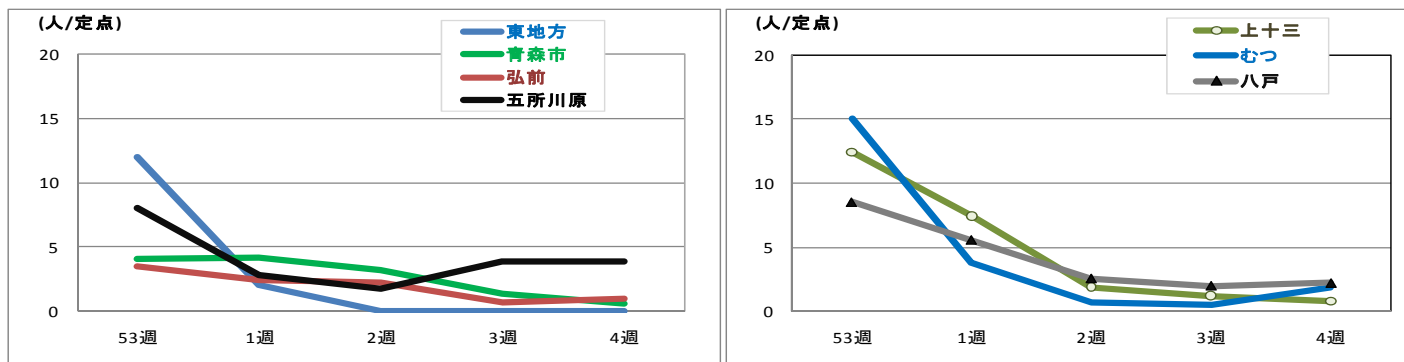 (人/定点)
東地方
青森市
弘前
五所川原
20
15
10
5
0
53週 1週 2週 3週 4週
(人/定点)
上十三
むつ
八戸
20
15
10
5
0
53週 1週 2週 3週 4週